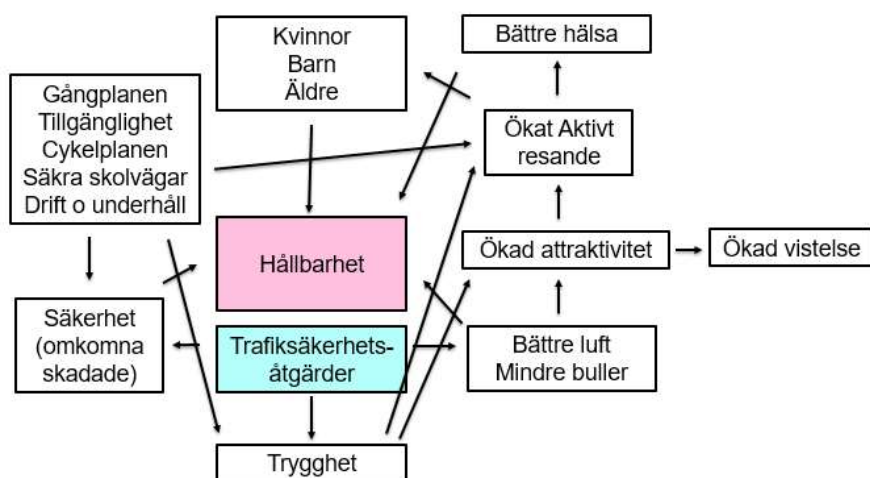 Kvinnor
Barn
Äldre
Bättre hälsa
Gångplanen
Tillgänglighet
Cykelplanen
Säkra skolvägar
Drift o underhåll
Ökat Aktivt
resande
Hållbarhet
Ökad attraktivitet
Ökad vistelse
Säkerhet
(omkomna
skadade)
Trafiksäkerhets-
åtgärder
Bättre luft
Mindre buller
Trygghet